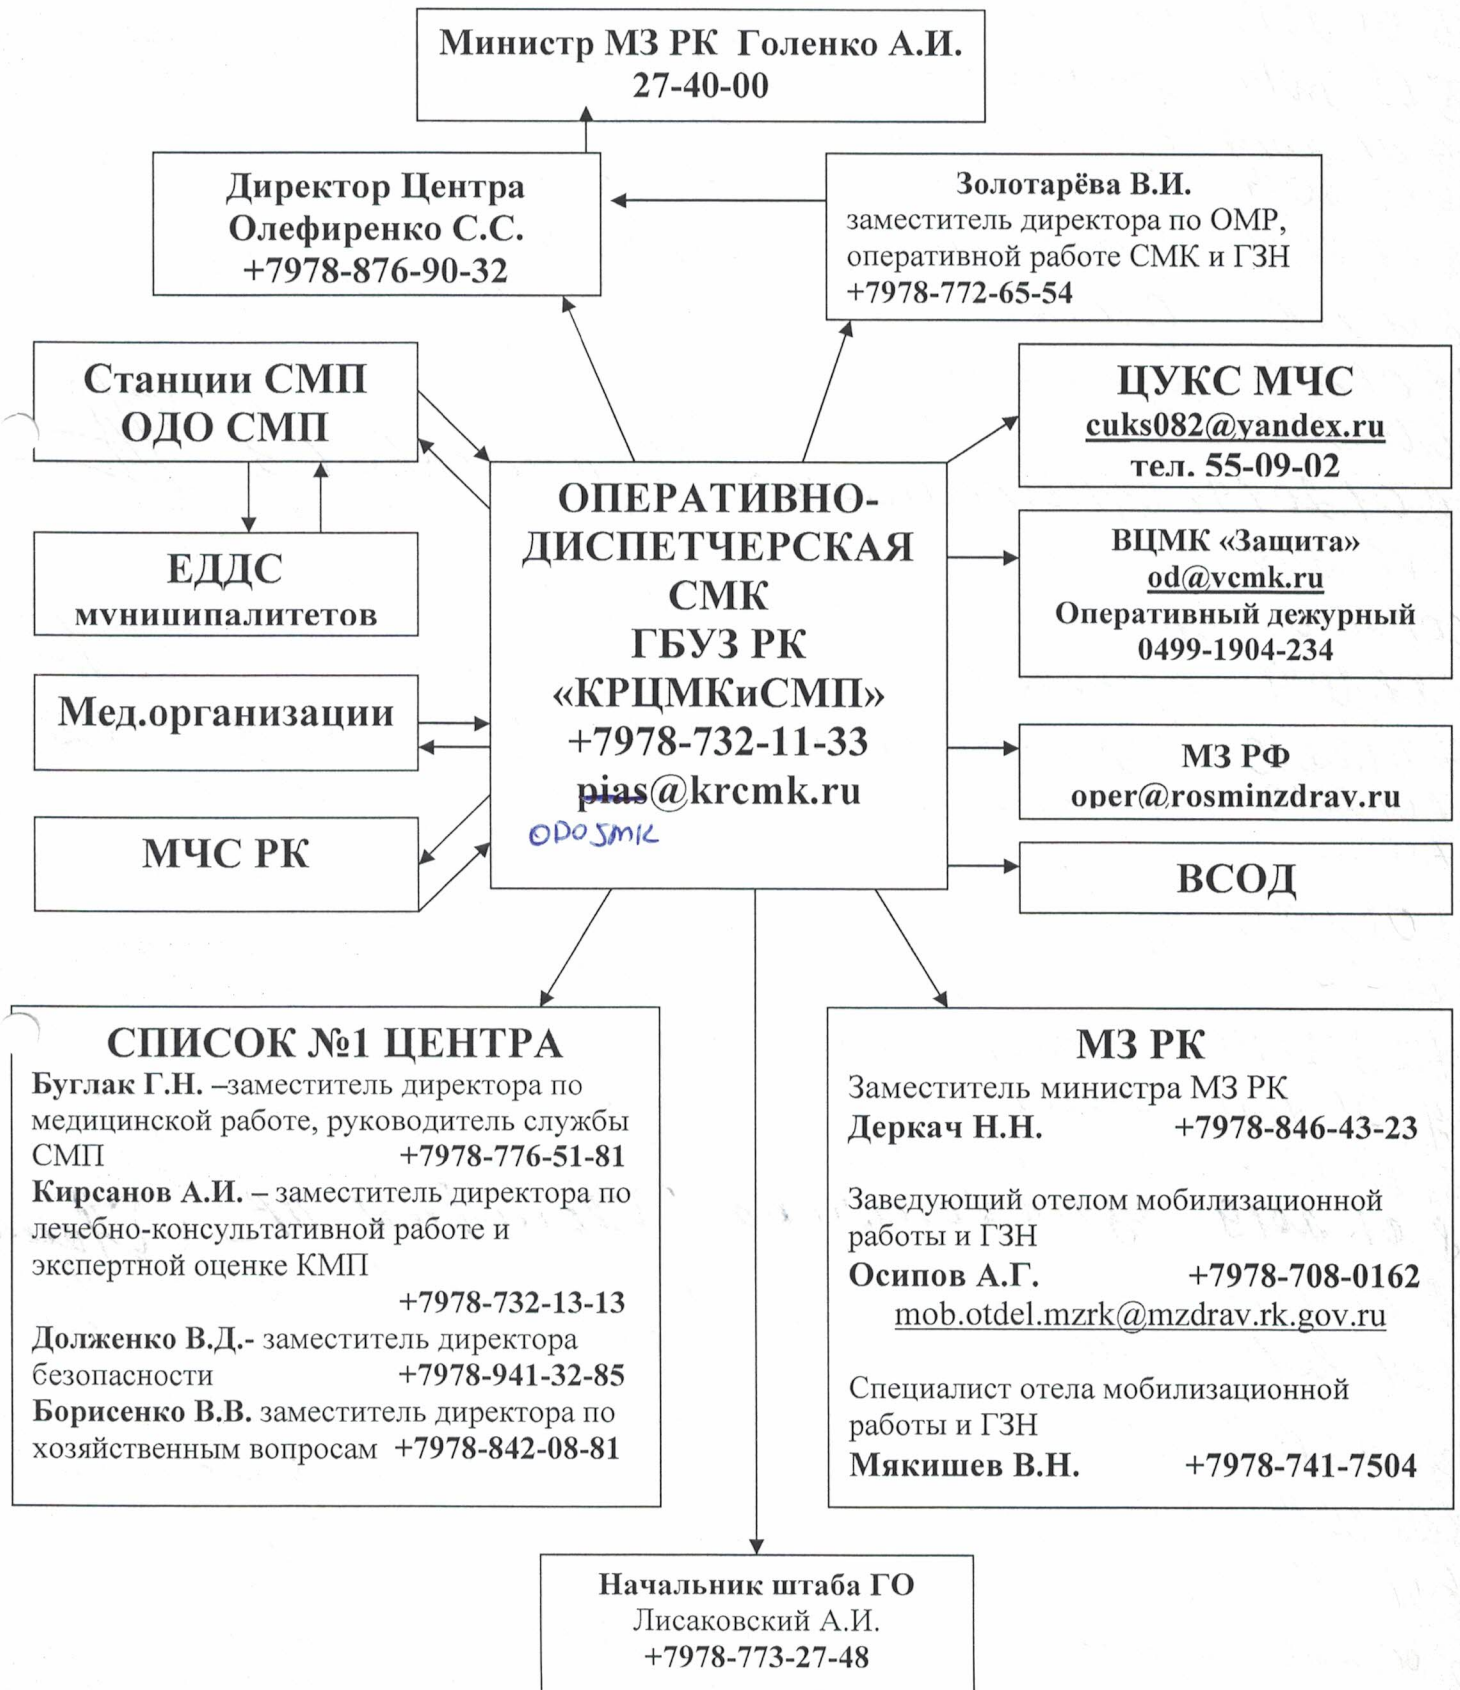 Министр МЗ РК Голенко А.И.
27-40-00
Директор Центра
Олефиренко С.С.
+7978-876-90-32
Золотарёва В.И.
заместитель директора по ОМР,
оперативной работе СМК и ГЗН
+7978-772-65-54
Станции СМП
ОДО СМП
ЕДДС
муниципалитетов
Мед.организации
МЧС РК
ОПЕРАТИВНО-
ДИСПЕТЧЕРСКАЯ
СМК
ГБУЗ РК
«КРЦМКиСМП»
+7978-732-11-33
pias@krcmk.ru
ODOSMK
ЦУКС МЧС
cuks082@yandex.ru
тел. 55-09-02
ВЦМК «Защита»
od@vcmk.ru
Оперативный дежурный
0499-1904-234
МЗ РФ
oper@rosminzdrav.ru
ВСОД
СПИСОК №1 ЦЕНТРА
Буглак Г.Н. –заместитель директора по
медицинской работе, руководитель службы
СМП +7978-776-51-81
Кирсанов А.И. – заместитель директора по
лечебно-консультативной работе и
экспертной оценке КМП
+7978-732-13-13
Долженко В.Д.- заместитель директора
безопасности +7978-941-32-85
Борисенко В.В. заместитель директора по
хозяйственным вопросам +7978-842-08-81
МЗ РК
Заместитель министра МЗ РК
Деркач Н.Н. +7978-846-43-23
Заведующий отелом мобилизационной
работы и ГЗН
Осипов А.Г. +7978-708-0162
mob.otdel.mzrk@mzdrav.rk.gov.ru
Специалист отела мобилизационной
работы и ГЗН
Мякишев В.Н. +7978-741-7504
Начальник штаба ГО
Лисаковский А.И.
+7978-773-27-48